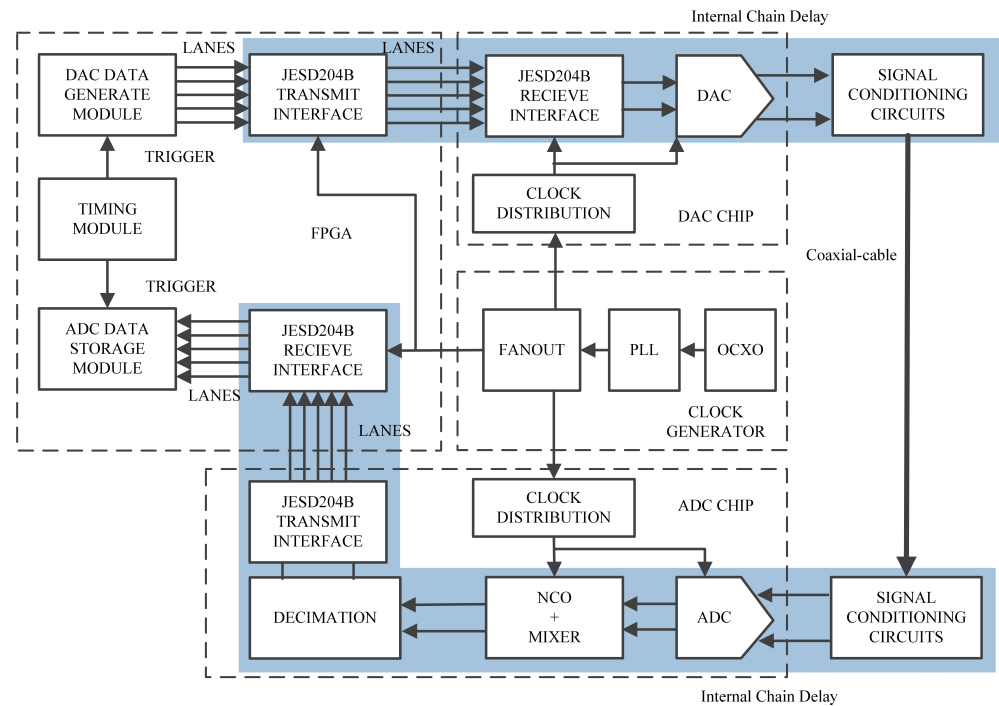 Internal Chain Delay
LANES
LANES
DAC DATA
GENERATE
MODULE
JESD204B
TRANSMIT
INTERFACE
JESD204B
RECIEVE
INTERFACE
DAC
SIGNAL
CONDITIONING
CIRCUITS
TRIGGER
TIMING
MODULE
FPGA
CLOCK
DISTRIBUTION
DAC CHIP
Coaxial-cable
TRIGGER
ADC DATA
STORAGE
MODULE
JESD204B
RECIEVE
INTERFACE
FANOUT
PLL
OCXO
LANES
LANES
CLOCK
GENERATOR
JESD204B
TRANSMIT
INTERFACE
CLOCK
DISTRIBUTION
ADC CHIP
DECIMATION
NCO
+
MIXER
ADC
SIGNAL
CONDITIONING
CIRCUITS
Internal Chain Delay